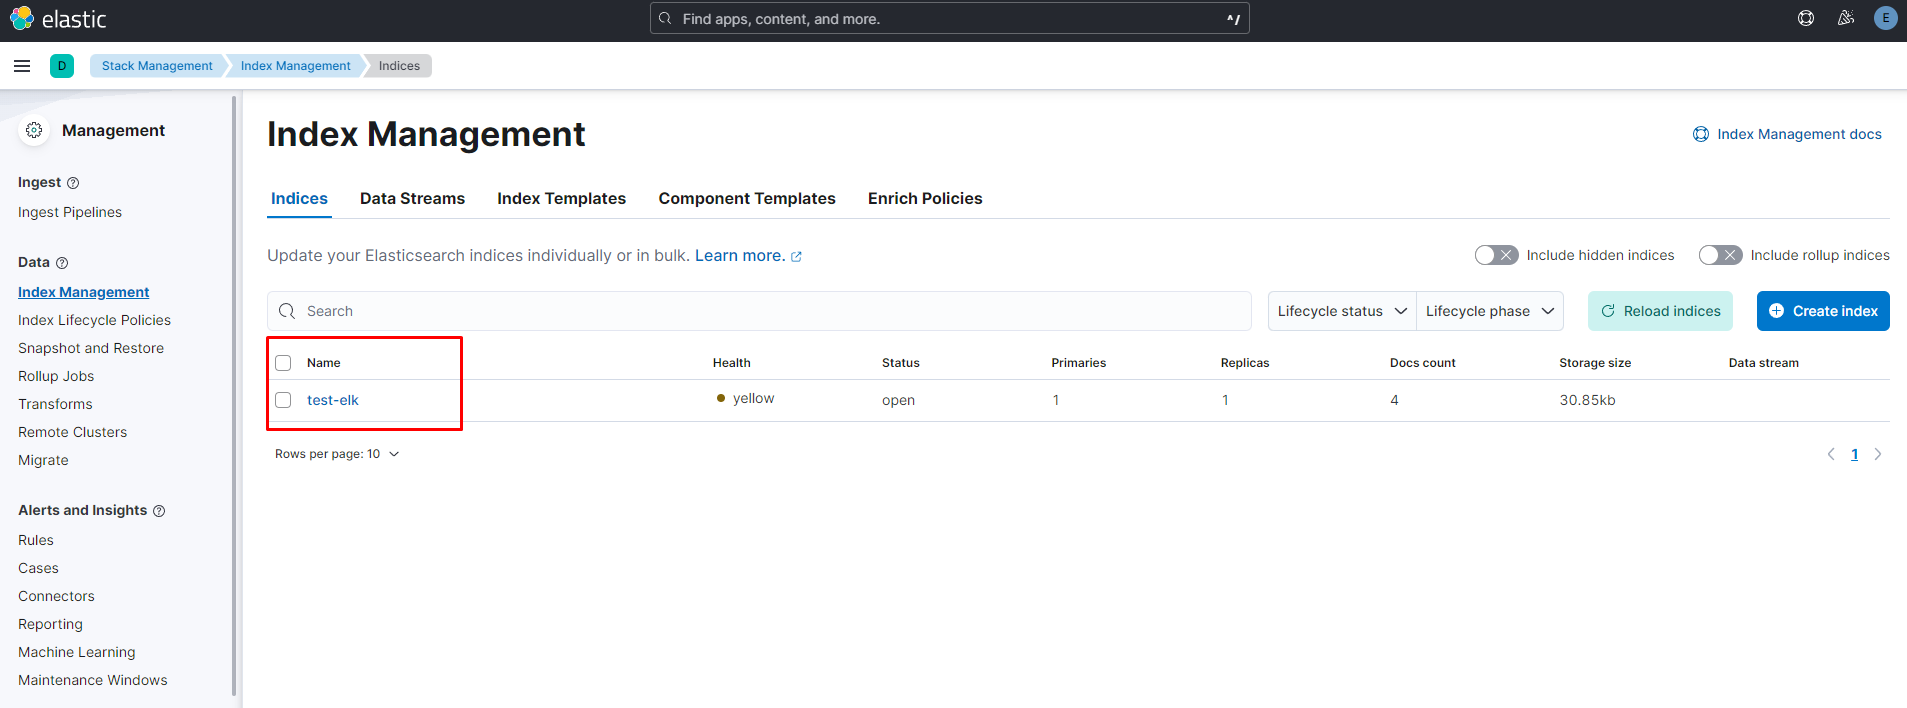 elastic
Find apps, content, and more.
^/
E
D
Stack Management
Index Management
Indices
Management
Ingest
Ingest Pipelines
Data
Index Management
Index Lifecycle Policies
Snapshot and Restore
Rollup Jobs
Transforms
Remote Clusters
Migrate
Alerts and Insights
Rules
Cases
Connectors
Reporting
Machine Learning
Maintenance Windows
Index Management
Index Management docs
Indices Data Streams Index Templates Component Templates Enrich Policies
Update your Elasticsearch indices individually or in bulk. Learn more.
Include hidden indices
Include rollup indices
Search
Lifecycle status
Lifecycle phase
Reload indices
Create index
Name Health Status Primaries Replicas Docs count Storage size Data stream
test-elk yellow open 1 1 4 30.85kb
Rows per page: 10
1